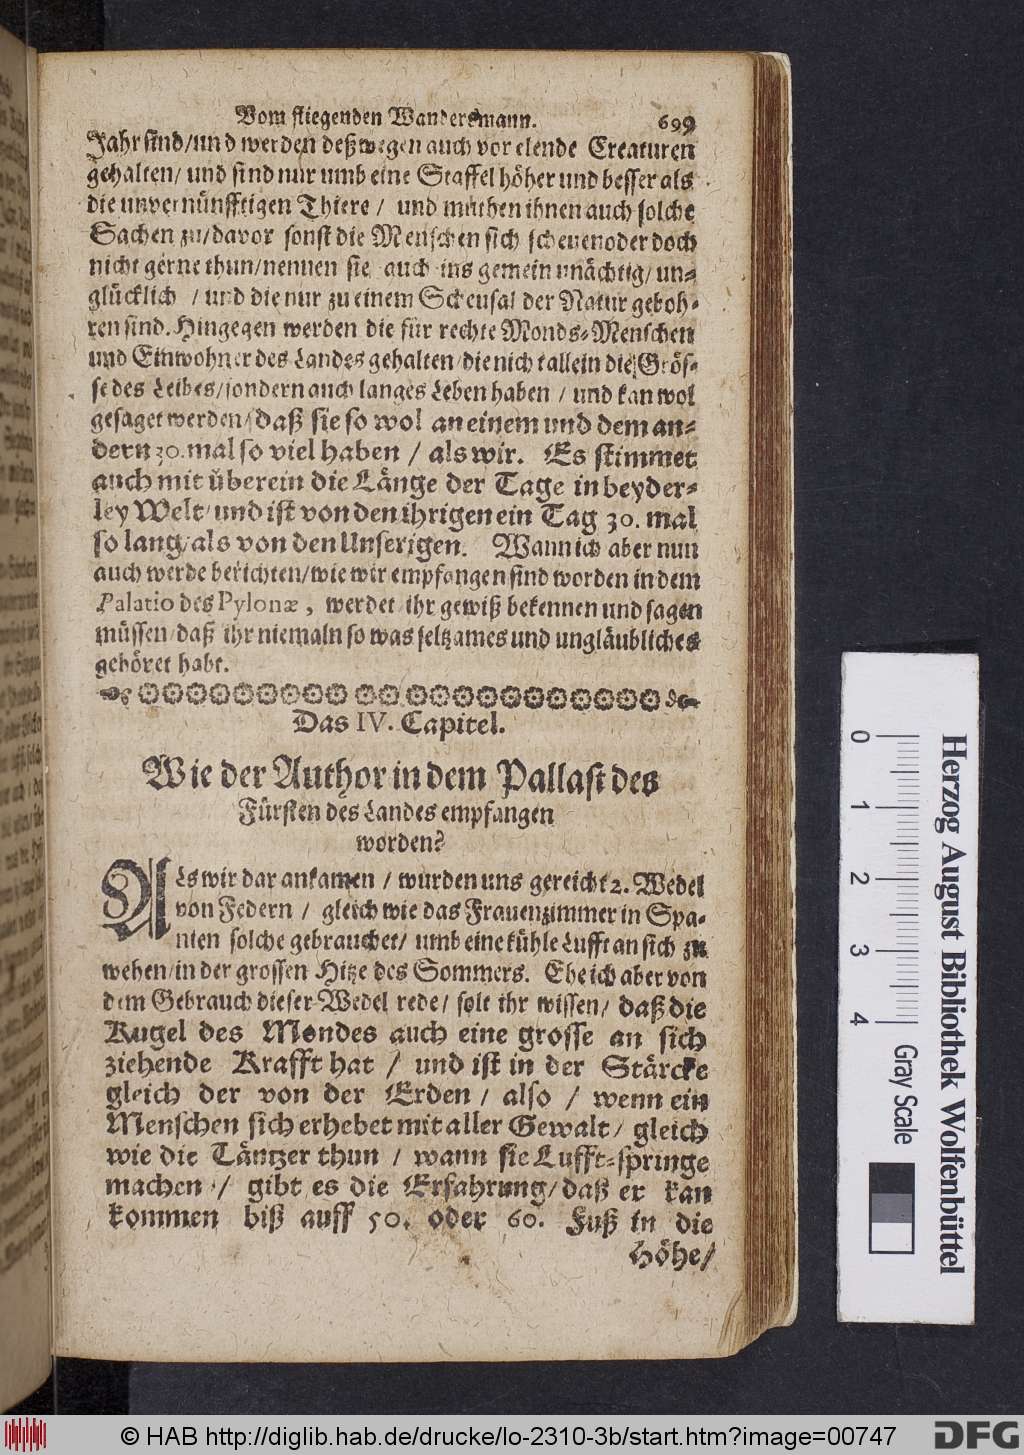 Vom fliegenden Wandersmann. 699
Jahr sind/und werden deßwegen auch vor elende Creaturen
gehalten/ und sind nur umb eine Staffel höher und besser als
die unvernünfftigen Thiere / und muthen ihnen auch solche
Sachen zu/davor sonst die Menschen sich scheuen oder doch
nicht gerne thun/nennen sie auch ins gemein unächtig/ un-
glücklich / und die nur zu einem Scheusal der Natur geboh-
ren sind. Hingegen werden die für rechte Monds-Menschen
und Einwohner des Landes gehalten/die nicht allein die Grös-
se des Leibes/sondern auch langes Leben haben / und kan wol
gesaget werden/daß sie so wol an einem und dem an-
dern 30. mal so viel haben / als wir. Es stimmet
auch mit überein die Länge der Tage in beyder-
ley Welt/und ist von den ihrigen ein Tag 30. mal
so lang/als von den Unserigen. Wann ich aber nun
auch werde berichten/wie wir empfangen sind worden in dem
Palatio des Pylonæ, werdet ihr gewiß bekennen und sagen
müssen/daß ihr niemaln so was seltzames und ungläubliches
gehöret habt.
Das IV. Capitel.
Wie der Author in dem Pallast des
Fürsten des Landes empfangen
worden?
ALs wir dar ankamen / wurden uns gereicht 2. Wedel
von Federn / gleich wie das Frauenzimmer in Spa-
nien solche gebrauchet/ umb eine kühle Lufft an sich zu
wehen/in der grossen Hitze des Sommers. Ehe ich aber von
dem Gebrauch dieser Wedel rede/ solt ihr wissen/ daß die
Kugel des Mondes auch eine grosse an sich
ziehende Krafft hat / und ist in der Stärcke
gleich der von der Erden / also / wenn ein
Menschen sich erhebet mit aller Gewalt/ gleich
wie die Täntzer thun / wann sie Lufft-springe
machen / gibt es die Erfahrung/daß er kan
kommen biß auff 50. oder 60. Fuß in die
Höhe/
0 1 2 3 4
Herzog August Bibliothek Wolfenbüttel
Gray Scale
© HAB http://diglib.hab.de/drucke/lo-2310-3b/start.htm?image=00747
DFG